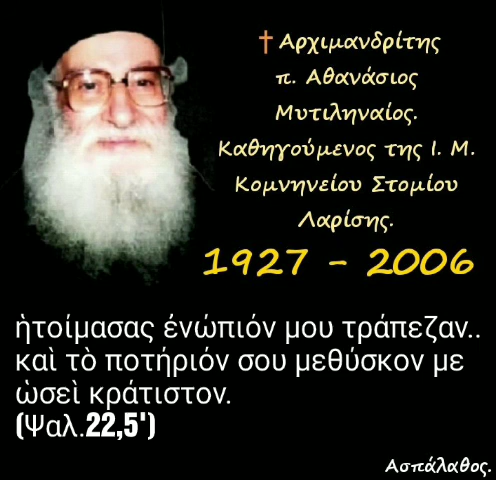 † Αρχιμανδρίτης
π. Αθανάσιος
Μυτιληναίος.
Καθηγούμενος της Ι. Μ.
Κομνηνείου Στομίου
Λαρίσης.
1927 - 2006
ἡτοίμασας ἐνώπιόν μου τράπεζαν..
καὶ τὸ ποτήριόν σου μεθύσκον με
ὡσεὶ κράτιστον.
(Ψαλ.22,5')
Ασπάλαθος.